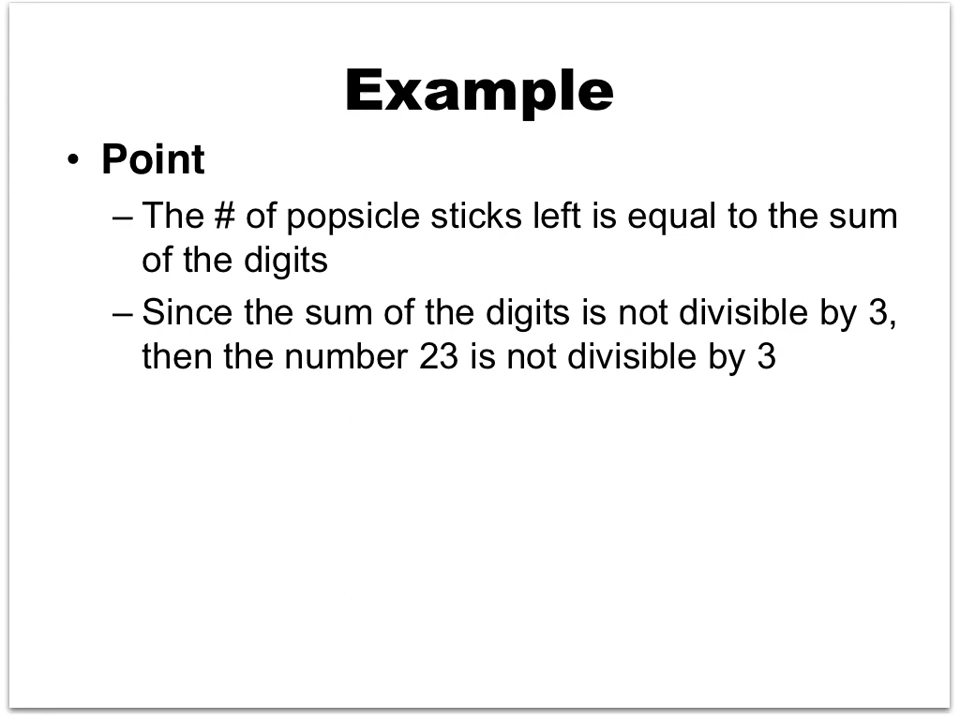 Example
• Point
– The # of popsicle sticks left is equal to the sum
of the digits
– Since the sum of the digits is not divisible by 3,
then the number 23 is not divisible by 3